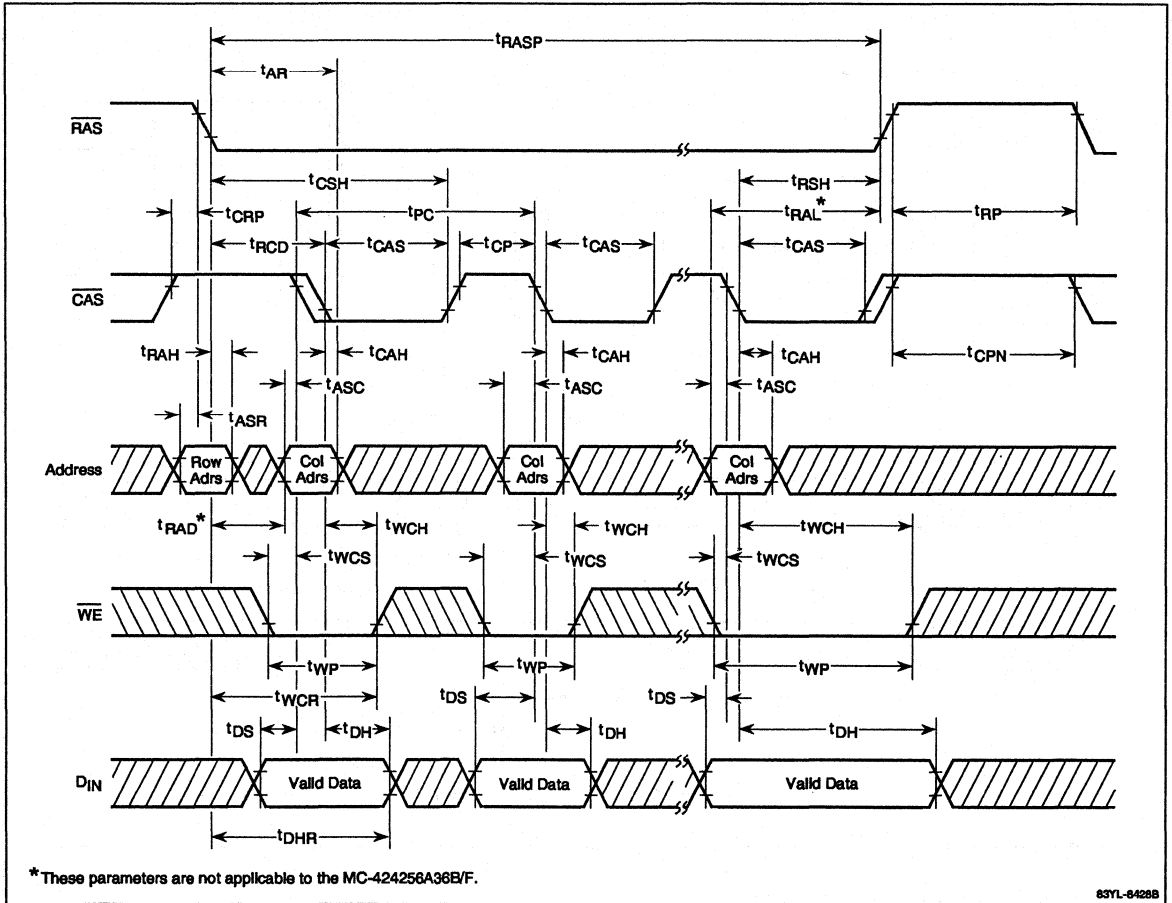 tRASP
tAR
RAS
tCSH
tRSH
tCRP
tPC
tRAL*
tRP
tRCD
tCAS
tCP
tCAS
tCAS
CAS
tRAH
tCAH
tCAH
tCAH
tCPN
tASC
tASC
tASC
tASR
Address
Row Adrs
Col Adrs
Col Adrs
Col Adrs
tRAD*
tWCH
tWCH
tWCH
tWCS
tWCS
tWCS
WE
tWP
tWP
tWP
tWCR
tDS
tDS
tDS
tDH
tDH
tDH
DIN
Valid Data
Valid Data
Valid Data
tDHR
*These parameters are not applicable to the MC-424256A36B/F.
83YL-8428B